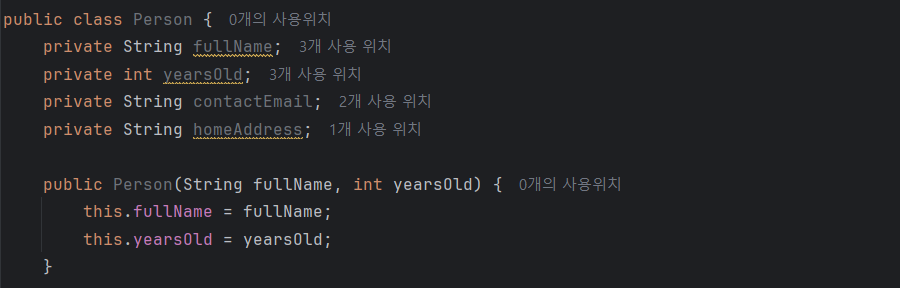 public class Person { 0개의 사용위치
private String fullName; 3개 사용 위치
private int yearsOld; 3개 사용 위치
private String contactEmail; 2개 사용 위치
private String homeAddress; 1개 사용 위치
public Person(String fullName, int yearsOld) { 0개의 사용위치
this.fullName = fullName;
this.yearsOld = yearsOld;
}